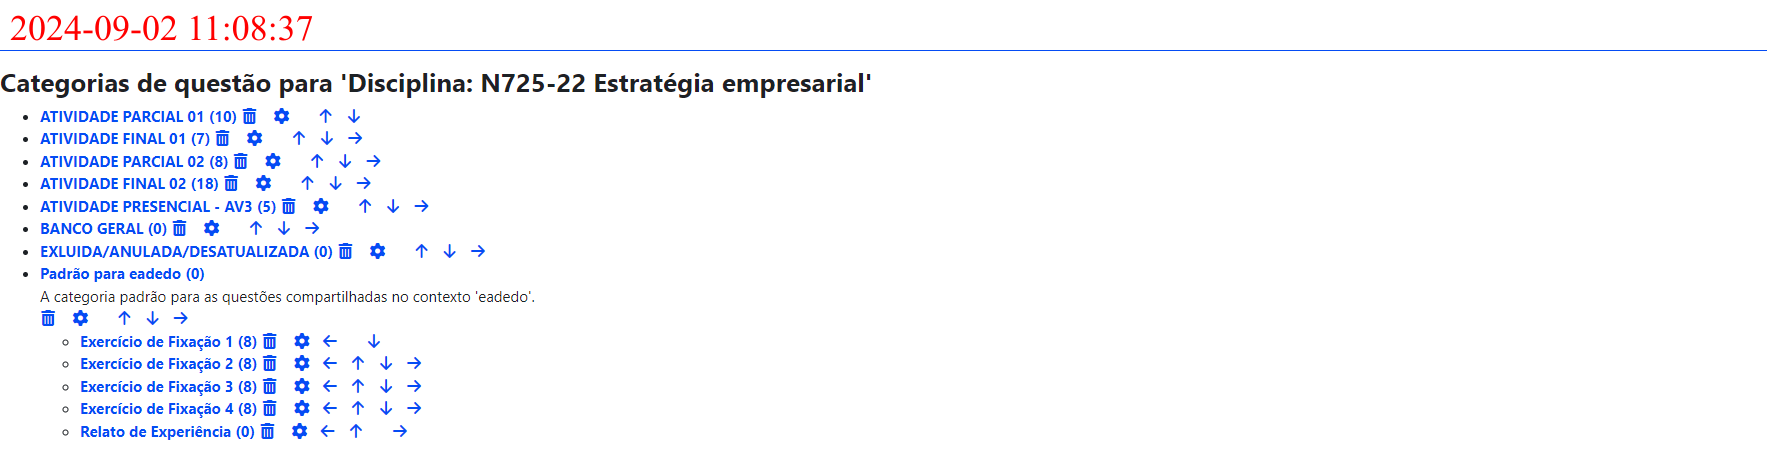 2024-09-02 11:08:37
Categorias de questão para 'Disciplina: N725-22 Estratégia empresarial'
ATIVIDADE PARCIAL 01 (10)
ATIVIDADE FINAL 01 (7)
ATIVIDADE PARCIAL 02 (8)
ATIVIDADE FINAL 02 (18)
ATIVIDADE PRESENCIAL - AV3 (5)
BANCO GERAL (0)
EXLUIDA/ANULADA/DESATUALIZADA (0)
Padrão para eadedo (0)
A categoria padrão para as questões compartilhadas no contexto 'eadedo'.
Exercício de Fixação 1 (8)
Exercício de Fixação 2 (8)
Exercício de Fixação 3 (8)
Exercício de Fixação 4 (8)
Relato de Experiência (0)